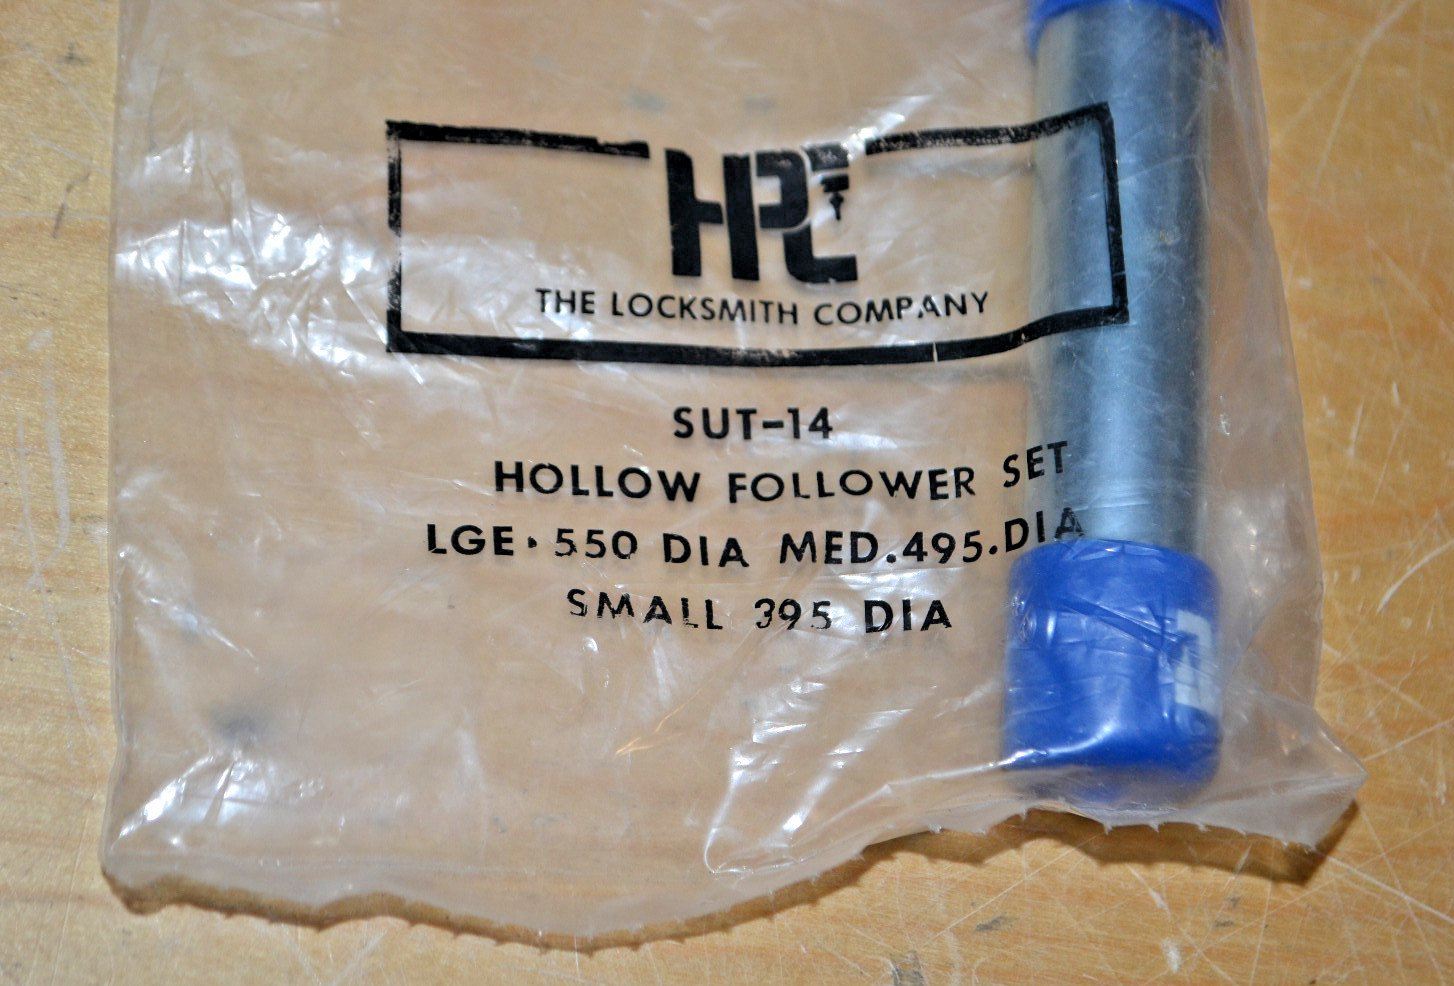 HPC
THE LOCKSMITH COMPANY
SUT-14
HOLLOW FOLLOWER SET
LGE·550 DIA MED.495.DIA
SMALL 395 DIA